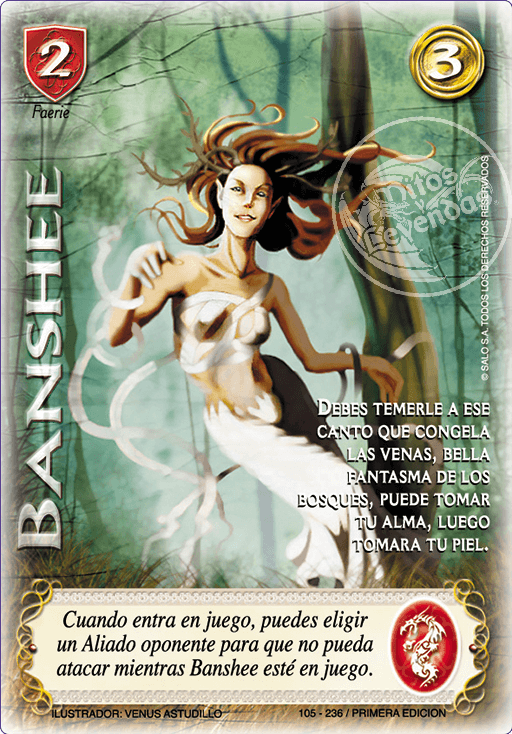 2
3
Faerie
BANSHEE
Mitos
y
Leyendas
© SALO S.A. TODOS LOS DERECHOS RESERVADOS
DEBES TEMERLE A ESE
CANTO QUE CONGELA
LAS VENAS, BELLA
FANTASMA DE LOS
BOSQUES, PUEDE TOMAR
TU ALMA, LUEGO
TOMARA TU PIEL.
Cuando entra en juego, puedes eligir
un Aliado oponente para que no pueda
atacar mientras Banshee esté en juego.
ILUSTRADOR: VENUS ASTUDILLO
105 - 236 / PRIMERA EDICION